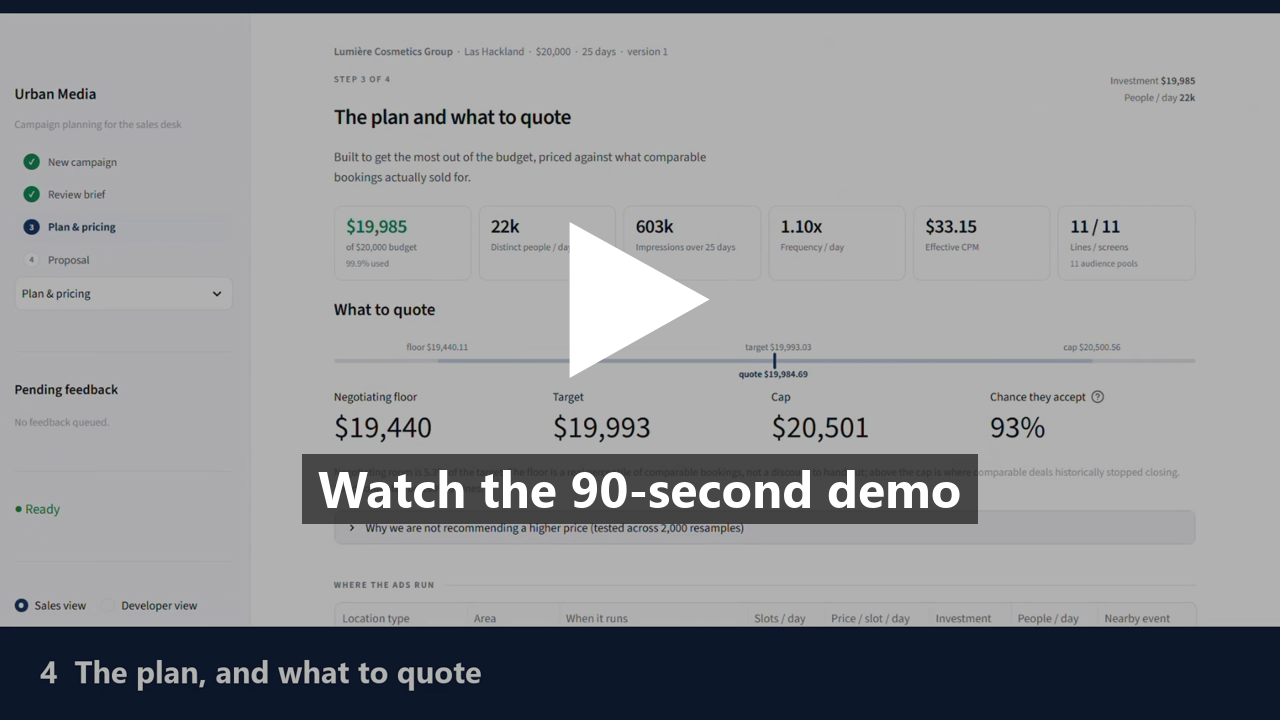 Lumière Cosmetics Group · Las Hackland · $20,000 · 25 days · version 1
STEP 3 OF 4
Investment $19,985
People / day 22k
Urban Media
Campaign planning for the sales desk
New campaign
Review brief
3 Plan & pricing
4 Proposal
Plan & pricing
Pending feedback
No feedback queued.
Ready
Sales view
Developer view
The plan and what to quote
Built to get the most out of the budget, priced against what comparable
bookings actually sold for.
$19,985
of $20,000 budget
99.9% used
22k
Distinct people / day
603k
Impressions over 25 days
1.10x
Frequency / day
$33.15
Effective CPM
11 / 11
Lines / screens
11 audience pools
What to quote
floor $19,440.11
target $19,993.03
cap $20,500.56
quote $19,984.69
Negotiating floor
$19,440
Target
$19,993
Cap
$20,501
Chance they accept
93%
comparable deals historically stopped closing.
Watch the 90-second demo
Why we are not recommending a higher price (tested across 2,000 resamples)
WHERE THE ADS RUN
Location type Area When it runs Slots / day Price / slot / day Investment People / day Nearby event
4 The plan, and what to quote